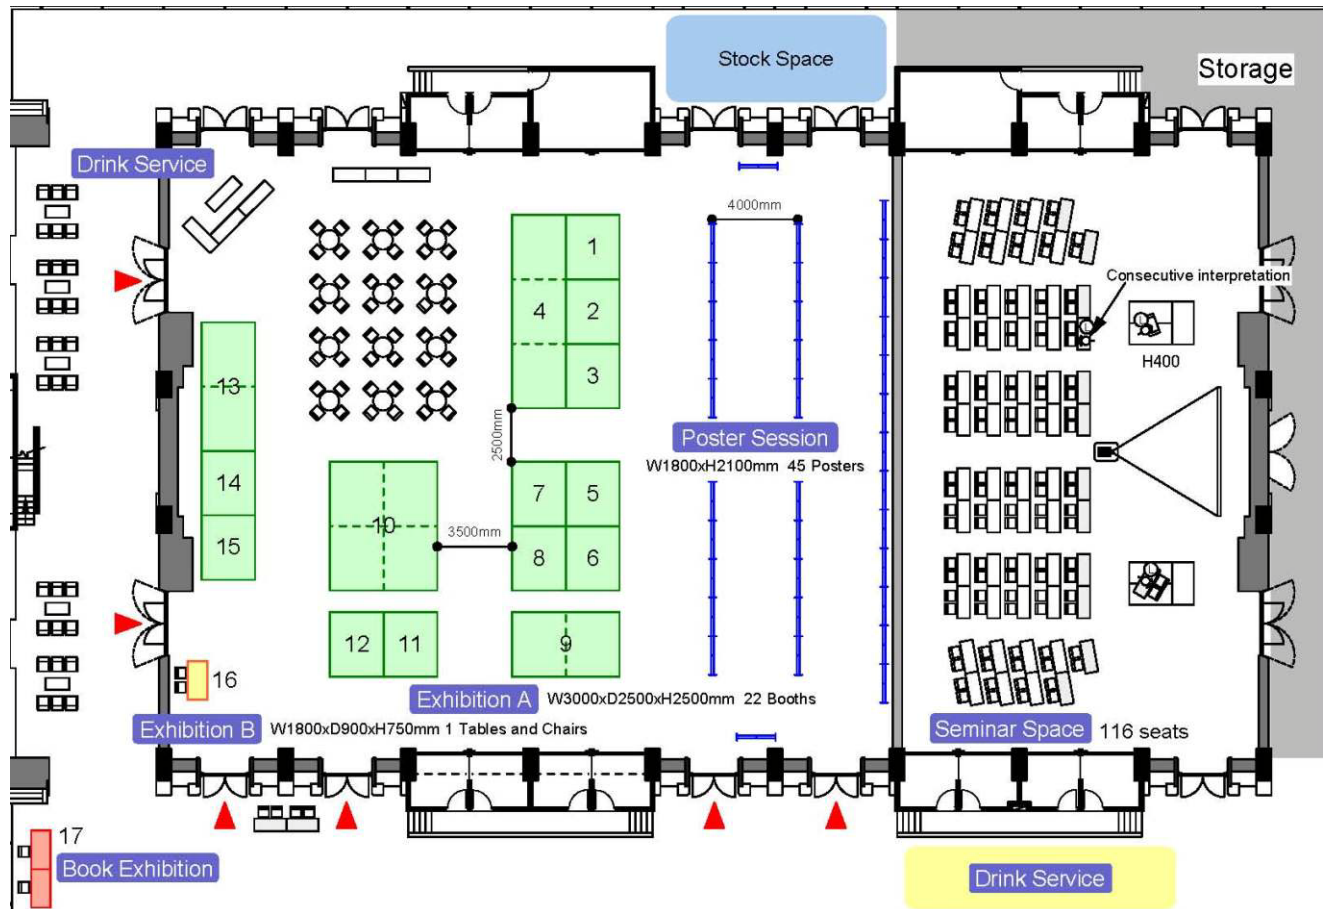 Stock Space
Storage
Drink Service
4000mm
1
Consecutive interpretation
4
2
H400
3
13
2500mm
Poster Session
W1800xH2100mm 45 Posters
14
7
5
10
3500mm
15
8
6
12
11
9
16
Exhibition A
W3000xD2500xH2500mm 22 Booths
Exhibition B
W1800xD900xH750mm 1 Tables and Chairs
Seminar Space
116 seats
17
Book Exhibition
Drink Service